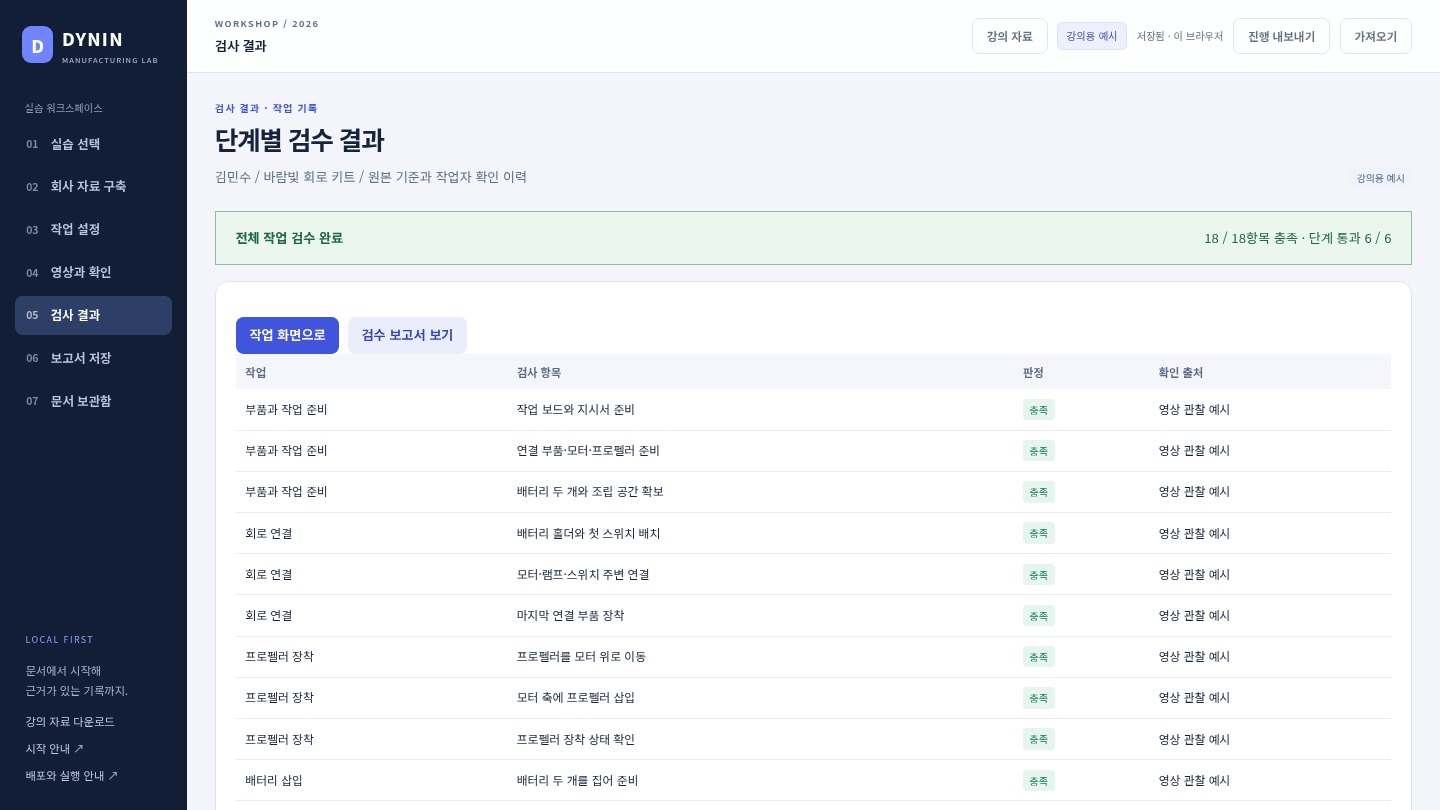 D
DYNIN
MANUFACTURING LAB
실습 워크스페이스
01 실습 선택
02 회사 자료 구축
03 작업 설정
04 영상과 확인
05 검사 결과
06 보고서 저장
07 문서 보관함
LOCAL FIRST
문서에서 시작해
근거가 있는 기록까지.
강의 자료 다운로드
시작 안내 ↗
배포와 실행 안내 ↗
WORKSHOP / 2026
검사 결과
강의 자료 강의용 예시 저장됨 · 이 브라우저 진행 내보내기 가져오기
검사 결과 · 작업 기록
단계별 검수 결과
김민수 / 바람빛 회로 키트 / 원본 기준과 작업자 확인 이력
강의용 예시
전체 작업 검수 완료 18 / 18항목 충족 · 단계 통과 6 / 6
작업 화면으로 검수 보고서 보기
작업 검사 항목 판정 확인 출처
부품과 작업 준비 작업 보드와 지시서 준비 충족 영상 관찰 예시
부품과 작업 준비 연결 부품·모터·프로펠러 준비 충족 영상 관찰 예시
부품과 작업 준비 배터리 두 개와 조립 공간 확보 충족 영상 관찰 예시
회로 연결 배터리 홀더와 첫 스위치 배치 충족 영상 관찰 예시
회로 연결 모터·램프·스위치 주변 연결 충족 영상 관찰 예시
회로 연결 마지막 연결 부품 장착 충족 영상 관찰 예시
프로펠러 장착 프로펠러를 모터 위로 이동 충족 영상 관찰 예시
프로펠러 장착 모터 축에 프로펠러 삽입 충족 영상 관찰 예시
프로펠러 장착 프로펠러 장착 상태 확인 충족 영상 관찰 예시
배터리 삽입 배터리 두 개를 집어 준비 충족 영상 관찰 예시